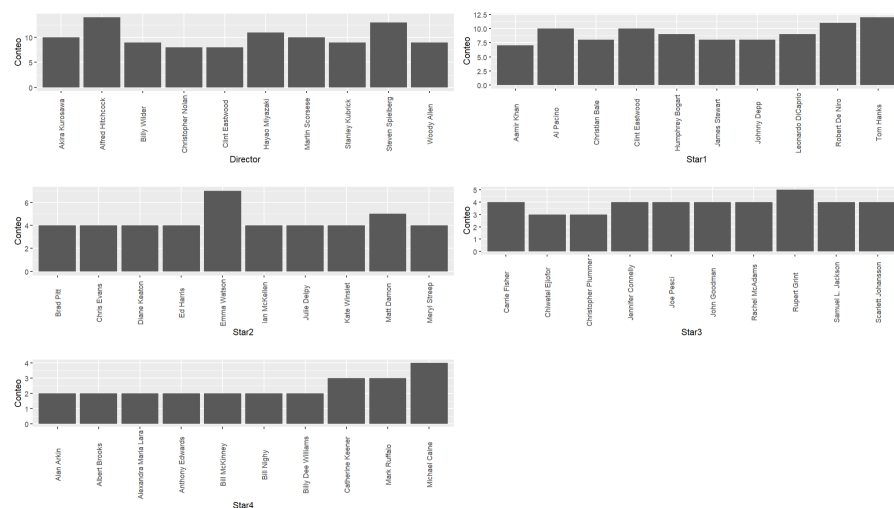 Conteo
10
5
0
Akira Kurosawa
Alfred Hitchcock
Billy Wilder
Christopher Nolan
Clint Eastwood
Hayao Miyazaki
Martin Scorsese
Stanley Kubrick
Steven Spielberg
Woody Allen
Director
Conteo
12.5
10.0
7.5
5.0
2.5
0.0
Aamir Khan
Al Pacino
Christian Bale
Clint Eastwood
Humphrey Bogart
James Stewart
Johnny Depp
Leonardo DiCaprio
Robert De Niro
Tom Hanks
Star1
Conteo
6
4
2
0
Brad Pitt
Chris Evans
Diane Keaton
Ed Harris
Emma Watson
Ian McKellen
Julie Delpy
Kate Winslet
Matt Damon
Meryl Streep
Star2
Conteo
5
4
3
2
1
0
Carrie Fisher
Chiwetel Ejiofor
Christopher Plummer
Jennifer Connelly
Joe Pesci
John Goodman
Rachel McAdams
Rupert Grint
Samuel L. Jackson
Scarlett Johansson
Star3
Conteo
4
3
2
1
0
Alan Arkin
Albert Brooks
Alexandra Maria Lara
Anthony Edwards
Bill McKinney
Bill Nighy
Billy Dee Williams
Catherine Keener
Mark Ruffalo
Michael Caine
Star4